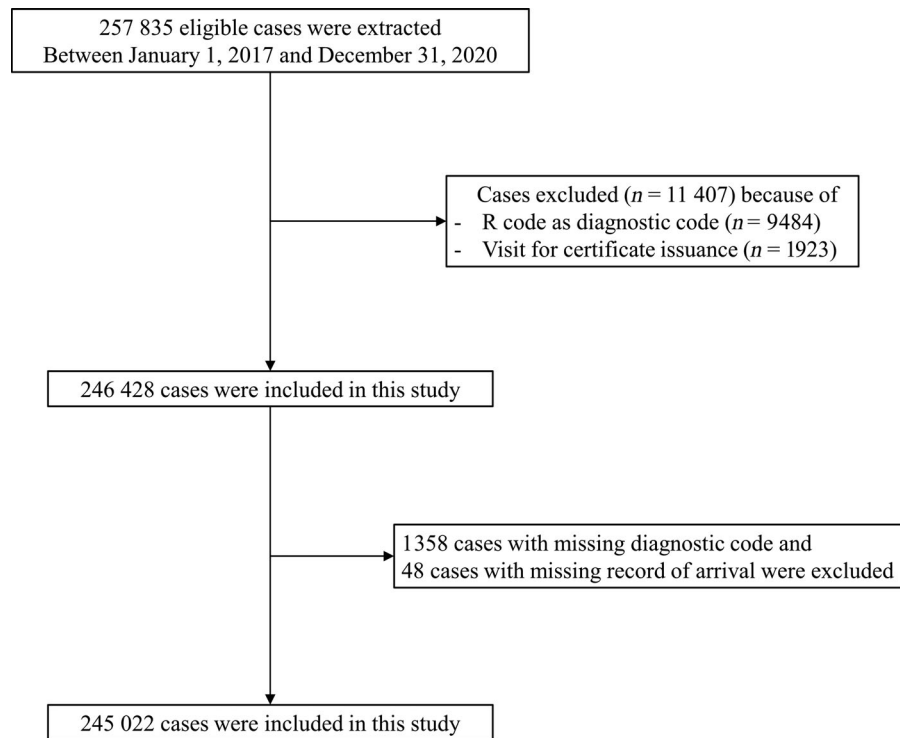 257 835 eligible cases were extracted
Between January 1, 2017 and December 31, 2020
Cases excluded (n = 11 407) because of
- R code as diagnostic code (n = 9484)
- Visit for certificate issuance (n = 1923)
246 428 cases were included in this study
1358 cases with missing diagnostic code and
48 cases with missing record of arrival were excluded
245 022 cases were included in this study